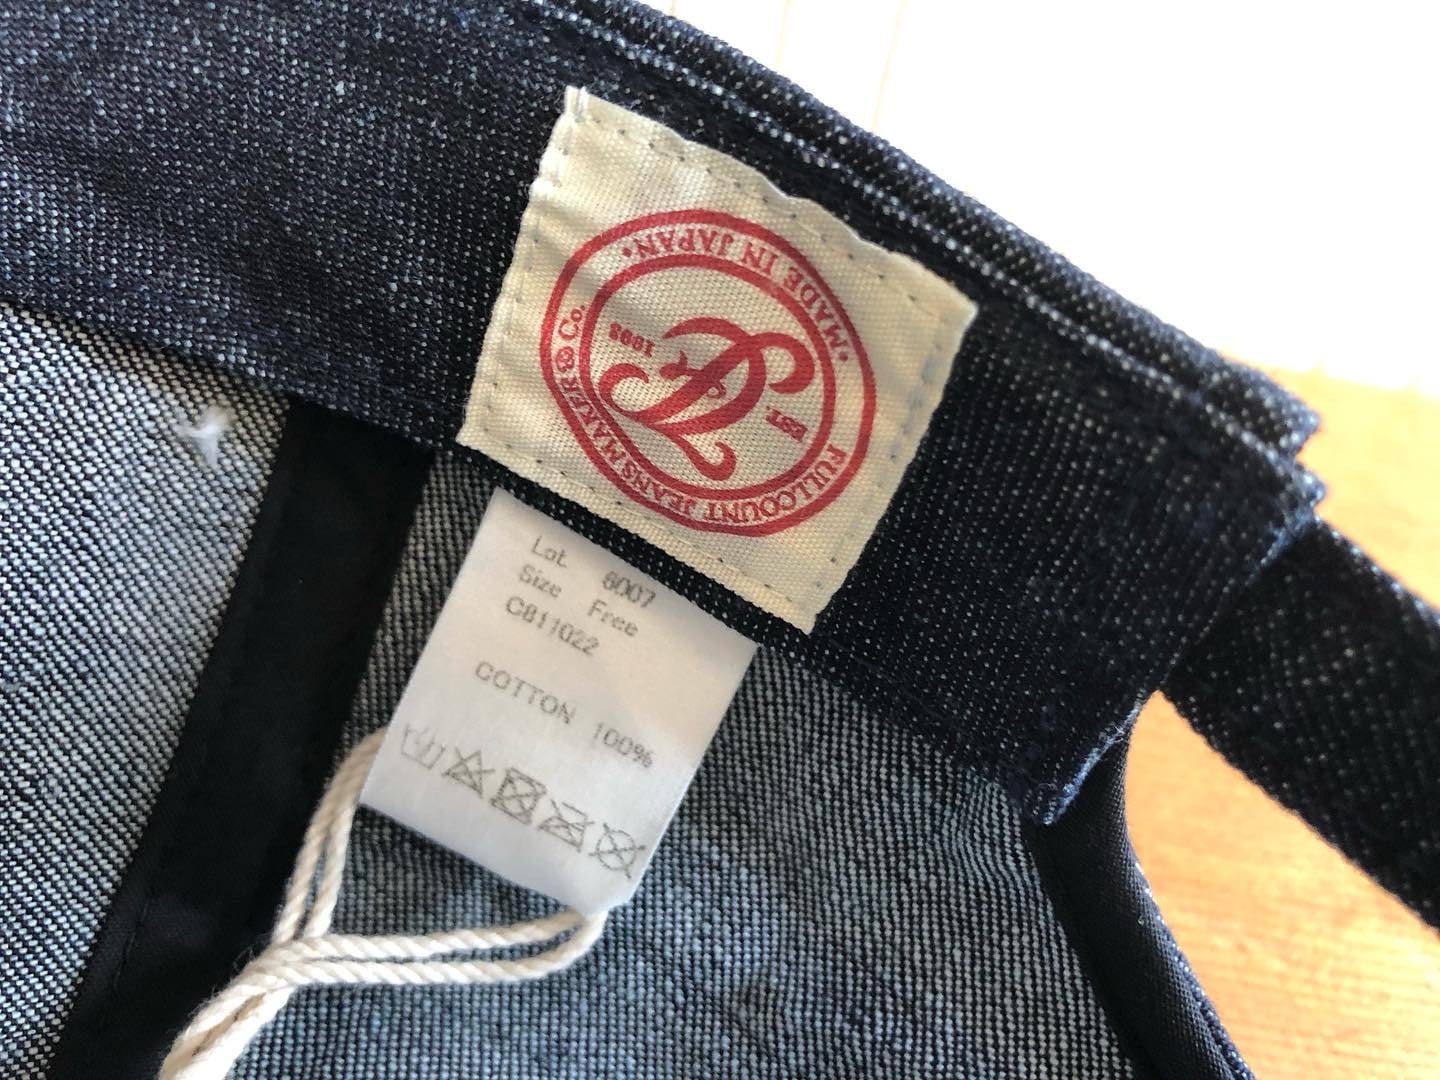 FULLCOUNT JEANS MAKER & Co.
•MADE IN JAPAN•
EST. 1993
Lot 6007
Size Free
C811022
COTTON 100%